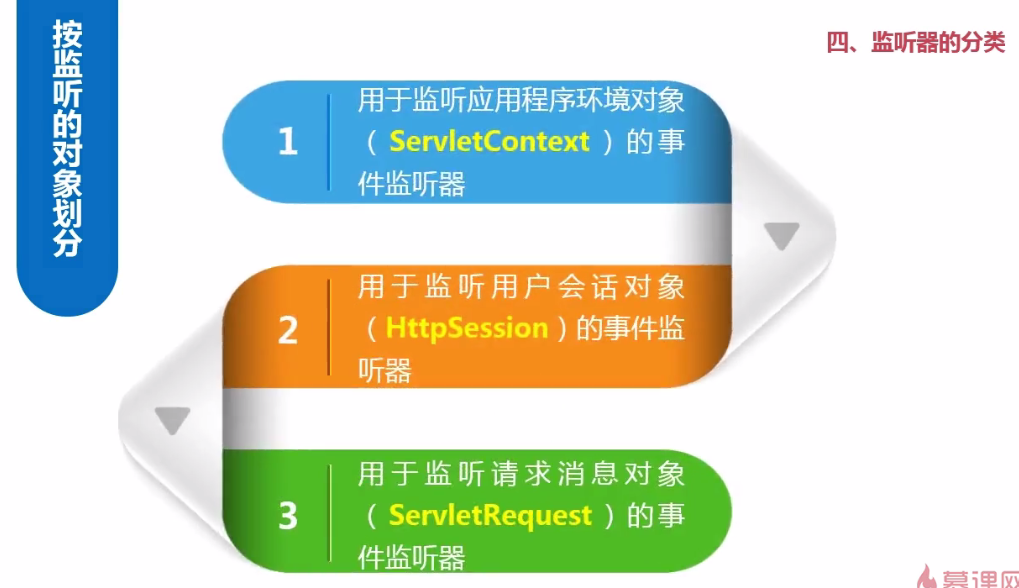 四、监听器的分类
按监听的对象划分
1
用于监听应用程序环境对象
（ServletContext）的事
件监听器
2
用于监听用户会话对象
（HttpSession）的事件监
听器
3
用于监听请求消息对象
（ServletRequest）的事
件监听器
慕课网